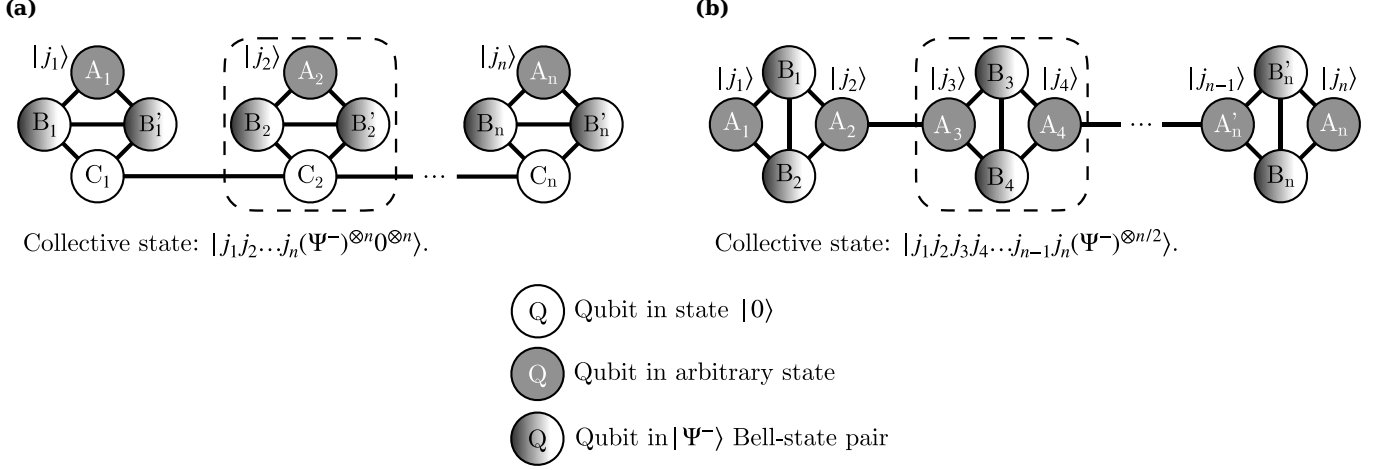 (a)
|j₁⟩ |j₂⟩ |jₙ⟩
A₁ A₂ Aₙ
B₁ B'₁ B₂ B'₂ Bₙ B'ₙ
C₁ C₂ ... Cₙ
Collective state: |j₁j₂…jₙ(Ψ⁻)^⊗n 0^⊗n⟩.
(b)
B₁ B₃ B'ₙ
|j₁⟩ |j₂⟩ |j₃⟩ |j₄⟩ |jₙ₋₁⟩ |jₙ⟩
A₁ A₂ A₃ A₄ ... A'ₙ Aₙ
B₂ B₄ Bₙ
Collective state: |j₁j₂j₃j₄…jₙ₋₁jₙ(Ψ⁻)^⊗n/2⟩.
Q Qubit in state |0⟩
Q Qubit in arbitrary state
Q Qubit in |Ψ⁻⟩ Bell-state pair